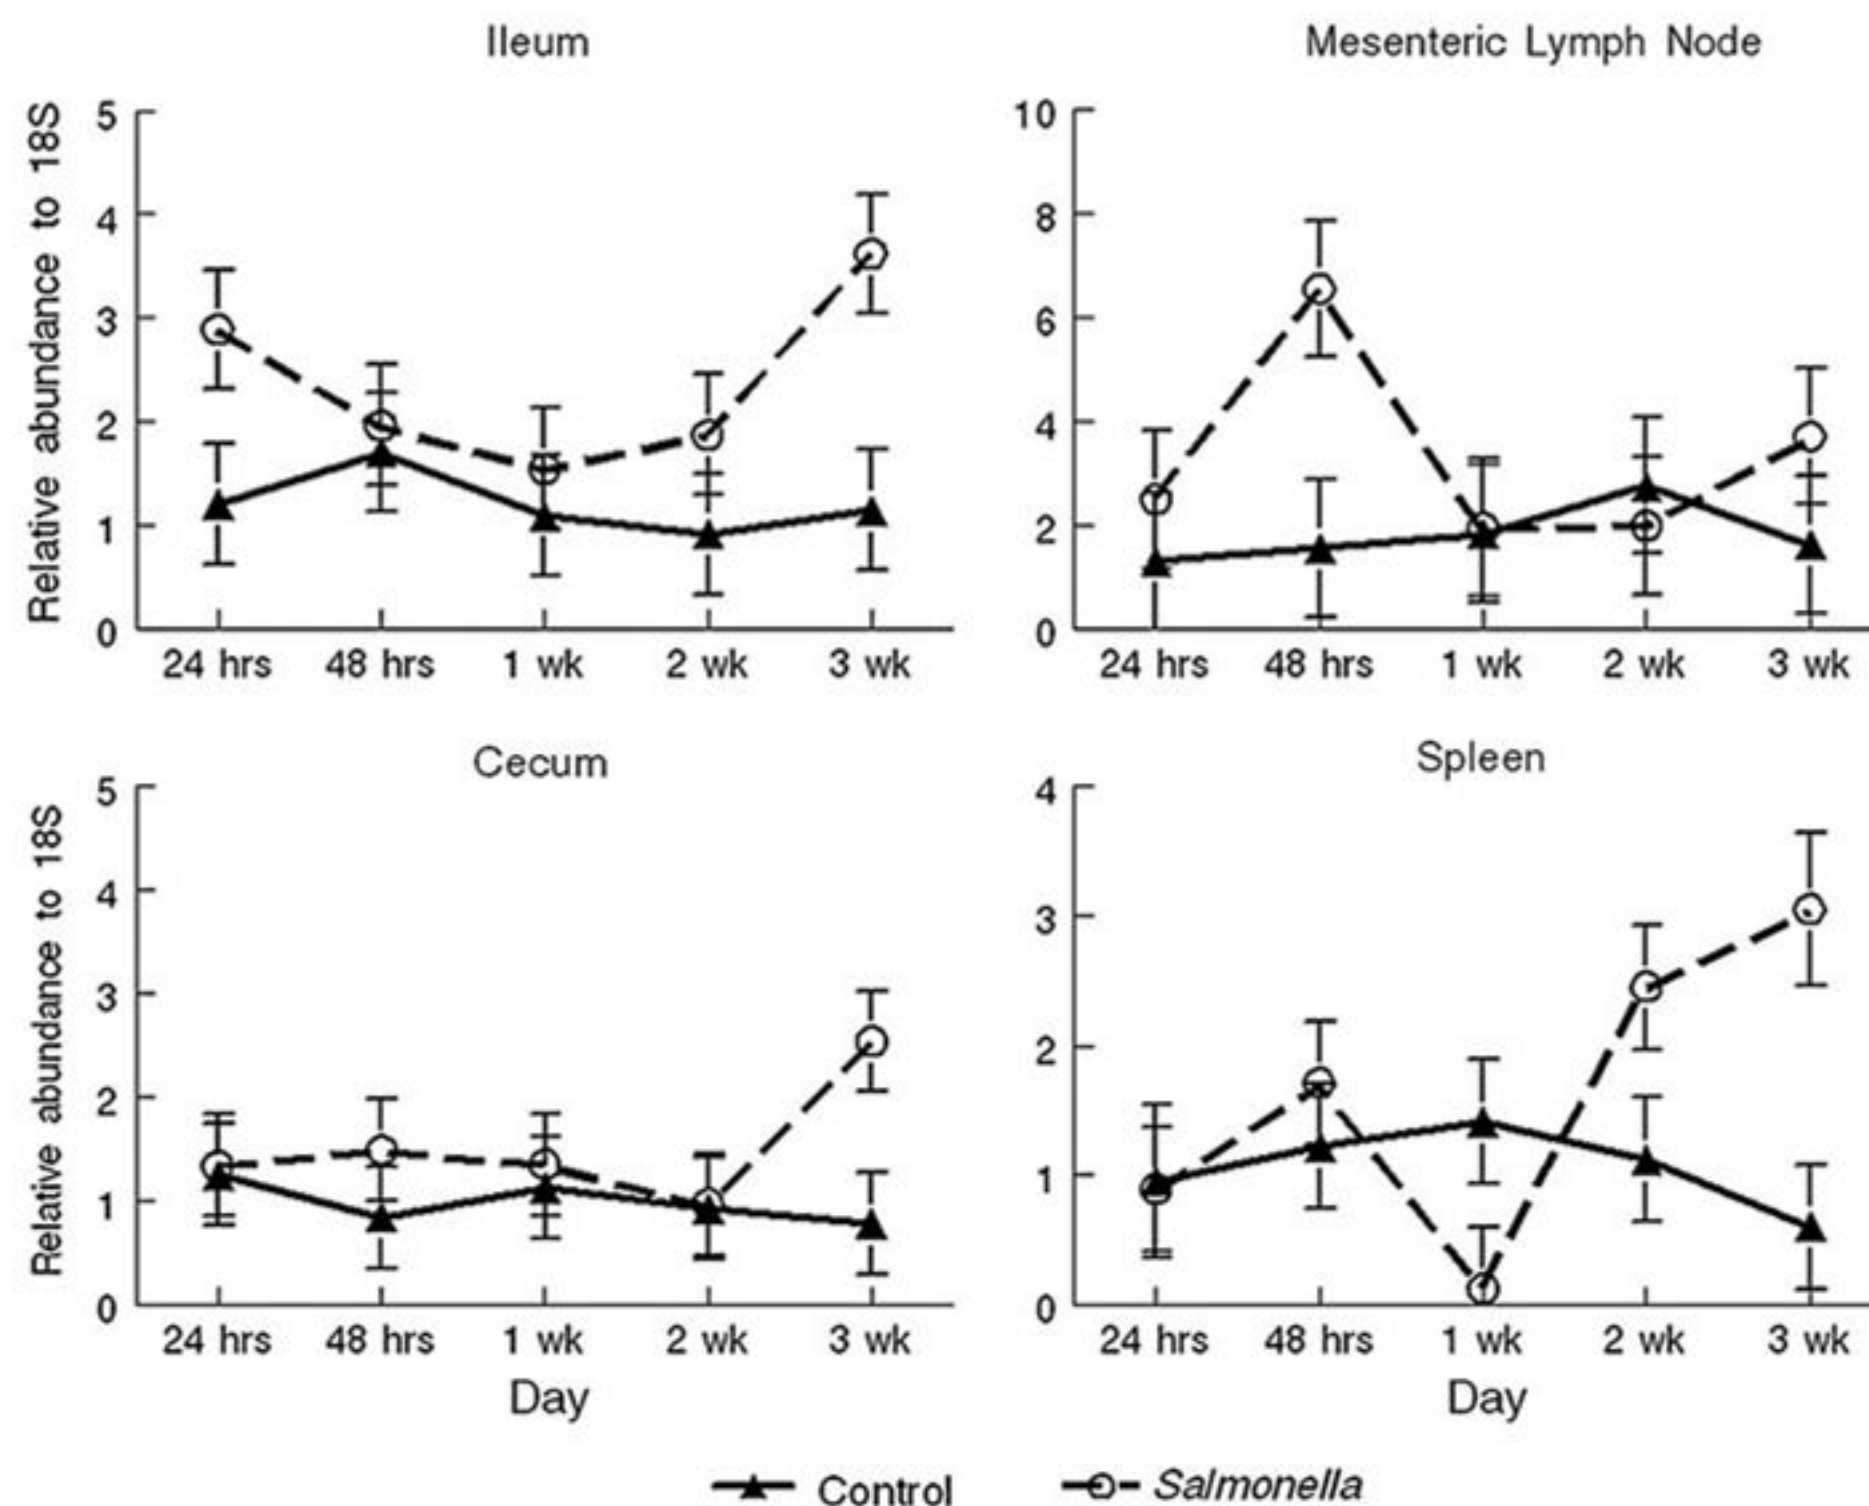 Ileum
Relative abundance to 18S
5
4
3
2
1
0
24 hrs 48 hrs 1 wk 2 wk 3 wk
Mesenteric Lymph Node
10
8
6
4
2
0
24 hrs 48 hrs 1 wk 2 wk 3 wk
Cecum
Relative abundance to 18S
5
4
3
2
1
0
24 hrs 48 hrs 1 wk 2 wk 3 wk
Day
Spleen
4
3
2
1
0
24 hrs 48 hrs 1 wk 2 wk 3 wk
Day
Control Salmonella